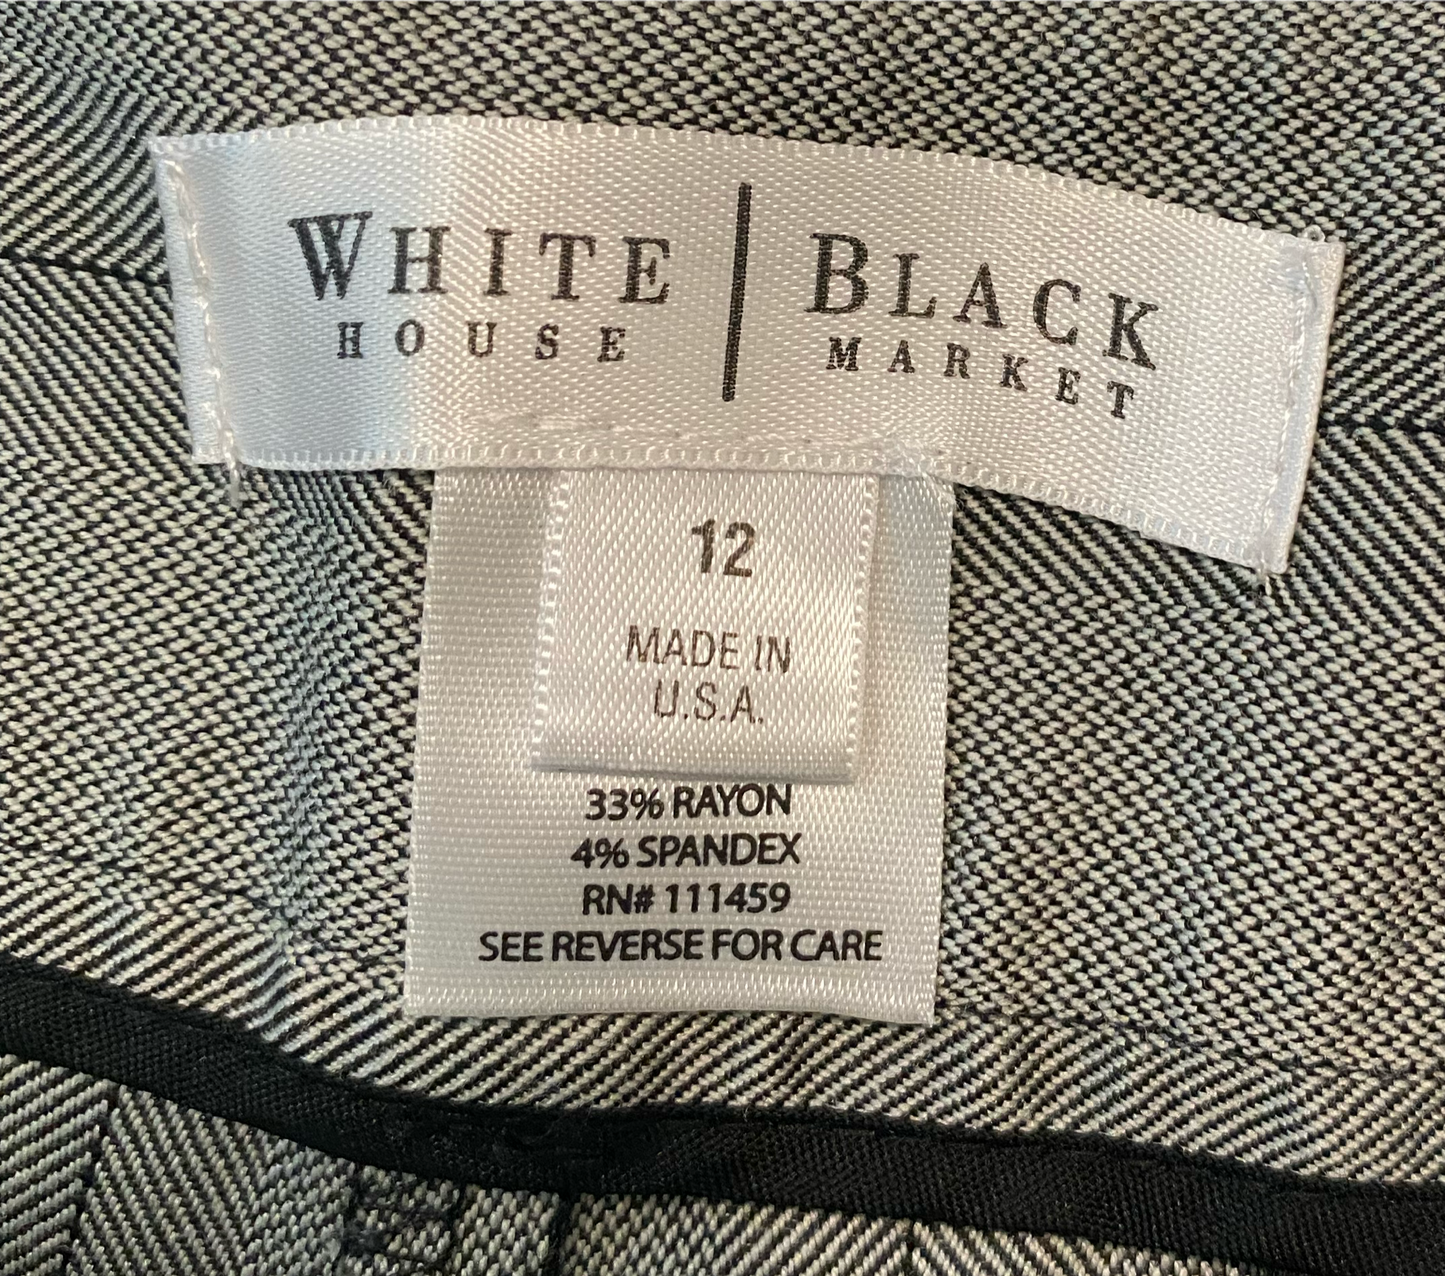 WHITE | BLACK
HOUSE MARKET
12
MADE IN
U.S.A.
33% RAYON
4% SPANDEX
RN# 111459
SEE REVERSE FOR CARE